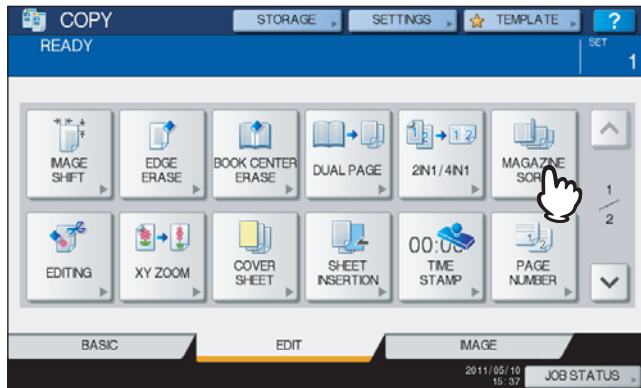 COPY
STORAGE
SETTINGS
TEMPLATE
?
READY
SET
1
IMAGE
SHIFT
EDGE
ERASE
BOOK CENTER
ERASE
DUAL PAGE
2IN1/4IN1
MAGAZINE
SORT
1
2
EDITING
XY ZOOM
COVER
SHEET
SHEET
INSERTION
00:00
TIME
STAMP
PAGE
NUMBER
BASIC
EDIT
IMAGE
2011/05/10
15:37
JOB STATUS